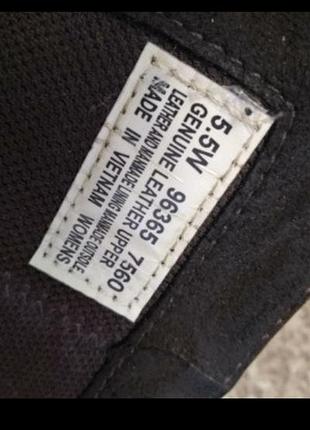 5.5W 96365 7560
GENUINE LEATHER UPPER
LEATHER AND MANMADE LINING MANMADE OUTSOLE
MADE IN VIETNAM WOMENS.